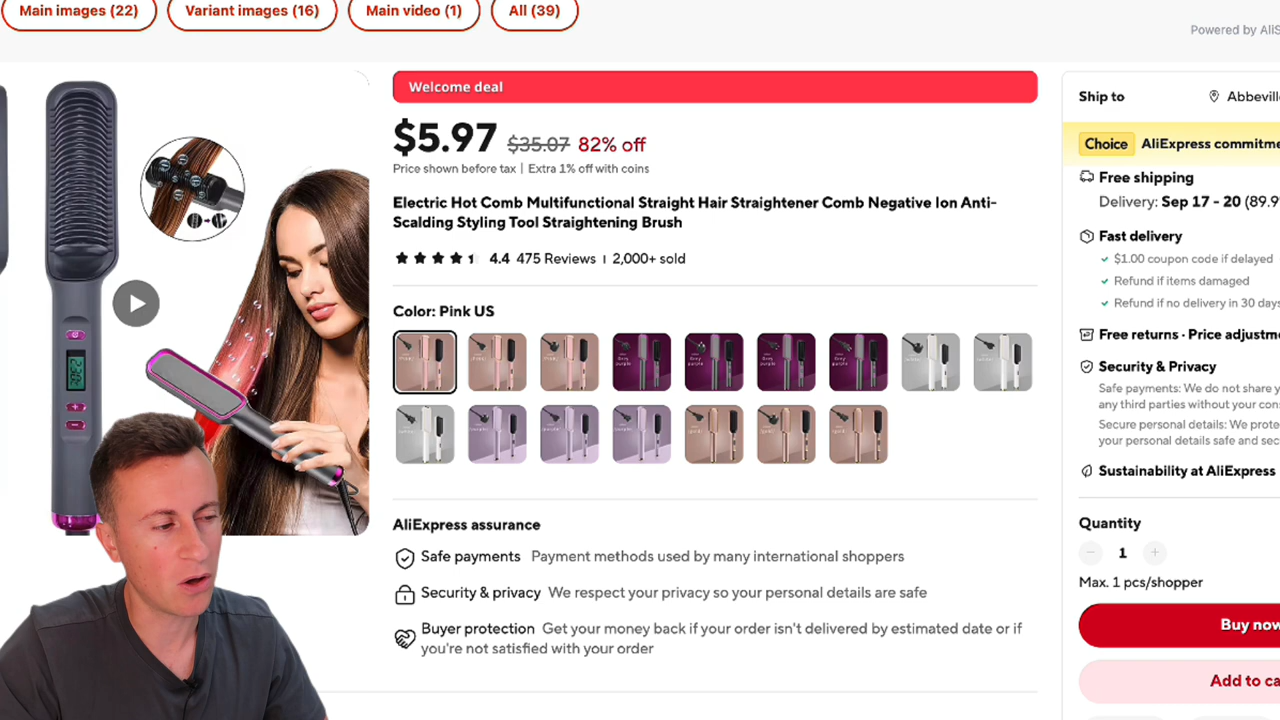 Main images (22)
Variant images (16)
Main video (1)
All (39)
Powered by AliS
Welcome deal
$5.97 $35.07 82% off
Price shown before tax | Extra 1% off with coins
Electric Hot Comb Multifunctional Straight Hair Straightener Comb Negative Ion Anti-
Scalding Styling Tool Straightening Brush
4.4 475 Reviews | 2,000+ sold
Color: Pink US
AliExpress assurance
Safe payments Payment methods used by many international shoppers
Security & privacy We respect your privacy so your personal details are safe
Buyer protection Get your money back if your order isn't delivered by estimated date or if
you're not satisfied with your order
Ship to Abbeville
Choice AliExpress commitme
Free shipping
Delivery: Sep 17 - 20 (89.9
Fast delivery
$1.00 coupon code if delayed
Refund if items damaged
Refund if no delivery in 30 days
Free returns · Price adjustm
Security & Privacy
Safe payments: We do not share y
any third parties without your con
Secure personal details: We prote
your personal details safe and sec
Sustainability at AliExpress
Quantity
1
Max. 1 pcs/shopper
Buy now
Add to ca